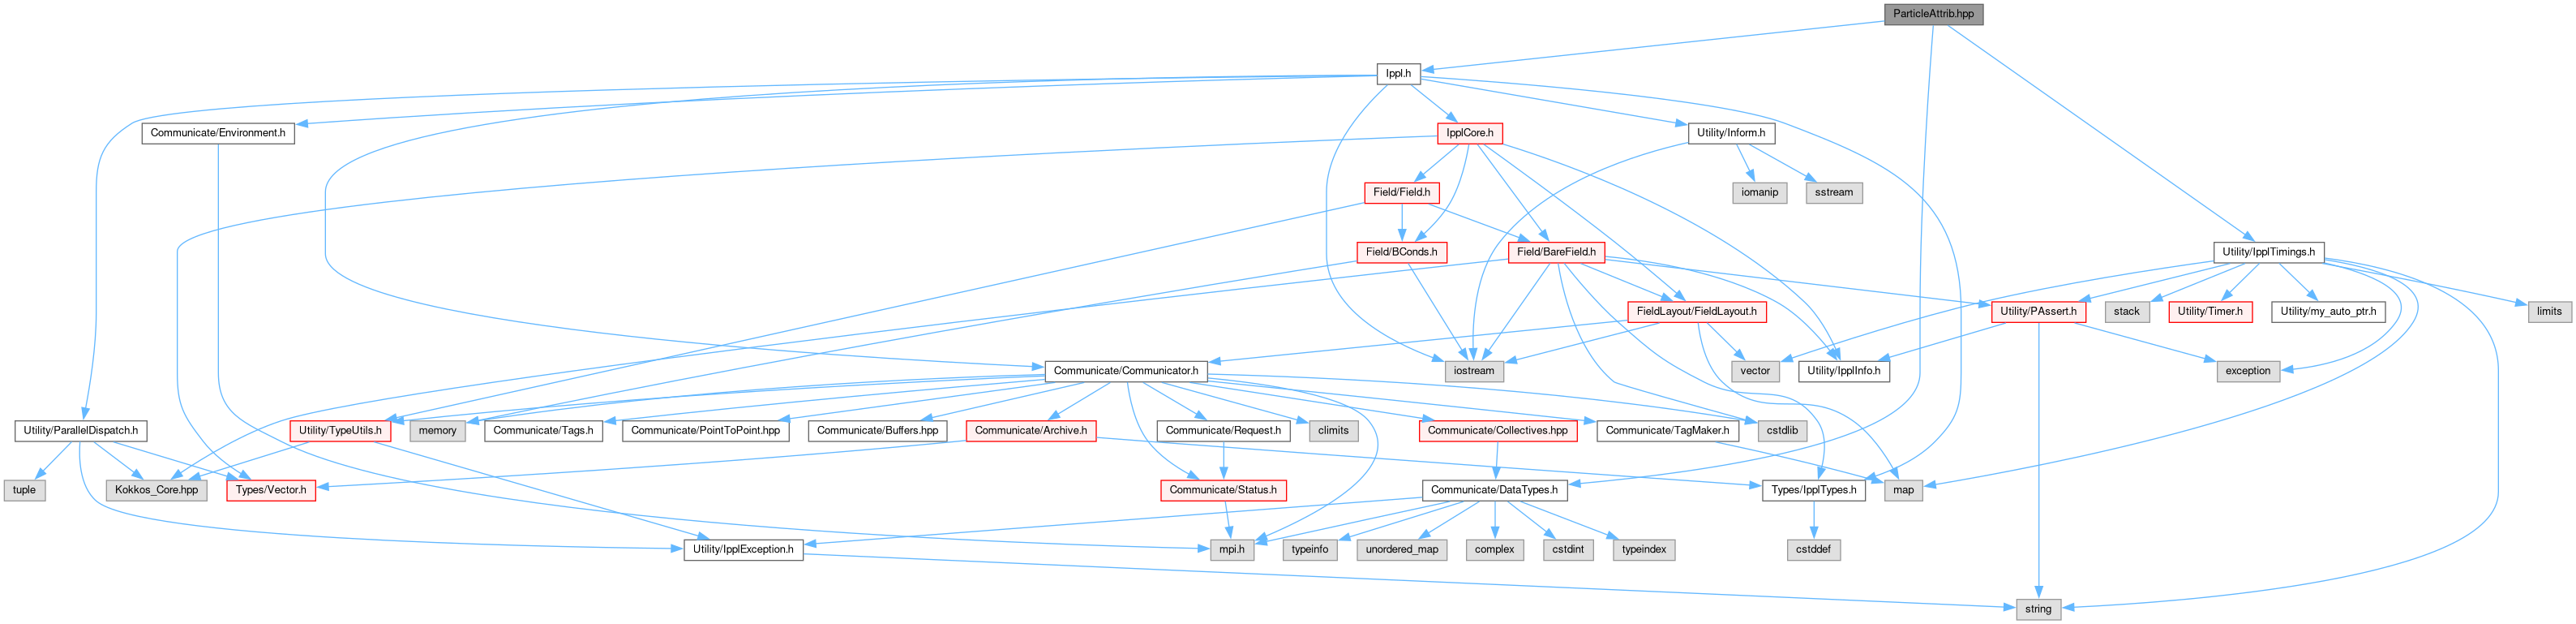 ParticleAttrib.hpp
Ippl.h
Communicate/Environment.h
IpplCore.h
Utility/Inform.h
Field/Field.h
iomanip
sstream
Field/BConds.h
Field/BareField.h
Utility/IpplTimings.h
FieldLayout/FieldLayout.h
Utility/PAssert.h
stack
Utility/Timer.h
Utility/my_auto_ptr.h
limits
Communicate/Communicator.h
iostream
vector
Utility/IpplInfo.h
exception
Utility/ParallelDispatch.h
Utility/TypeUtils.h
memory
Communicate/Tags.h
Communicate/PointToPoint.hpp
Communicate/Buffers.hpp
Communicate/Archive.h
Communicate/Request.h
climits
Communicate/Collectives.hpp
cstdlib
Communicate/TagMaker.h
tuple
Kokkos_Core.hpp
Types/Vector.h
Communicate/Status.h
Communicate/DataTypes.h
Types/IpplTypes.h
map
Utility/IpplException.h
mpi.h
typeinfo
unordered_map
complex
cstdint
typeindex
cstddef
string